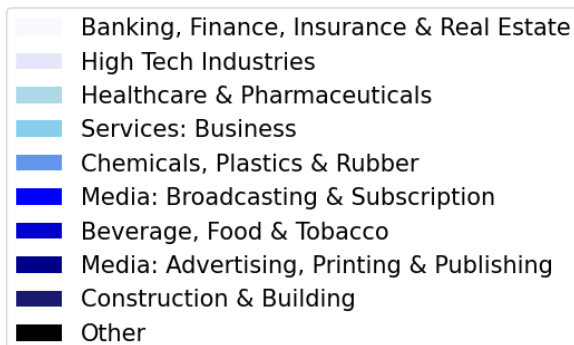 Banking, Finance, Insurance & Real Estate
High Tech Industries
Healthcare & Pharmaceuticals
Services: Business
Chemicals, Plastics & Rubber
Media: Broadcasting & Subscription
Beverage, Food & Tobacco
Media: Advertising, Printing & Publishing
Construction & Building
Other